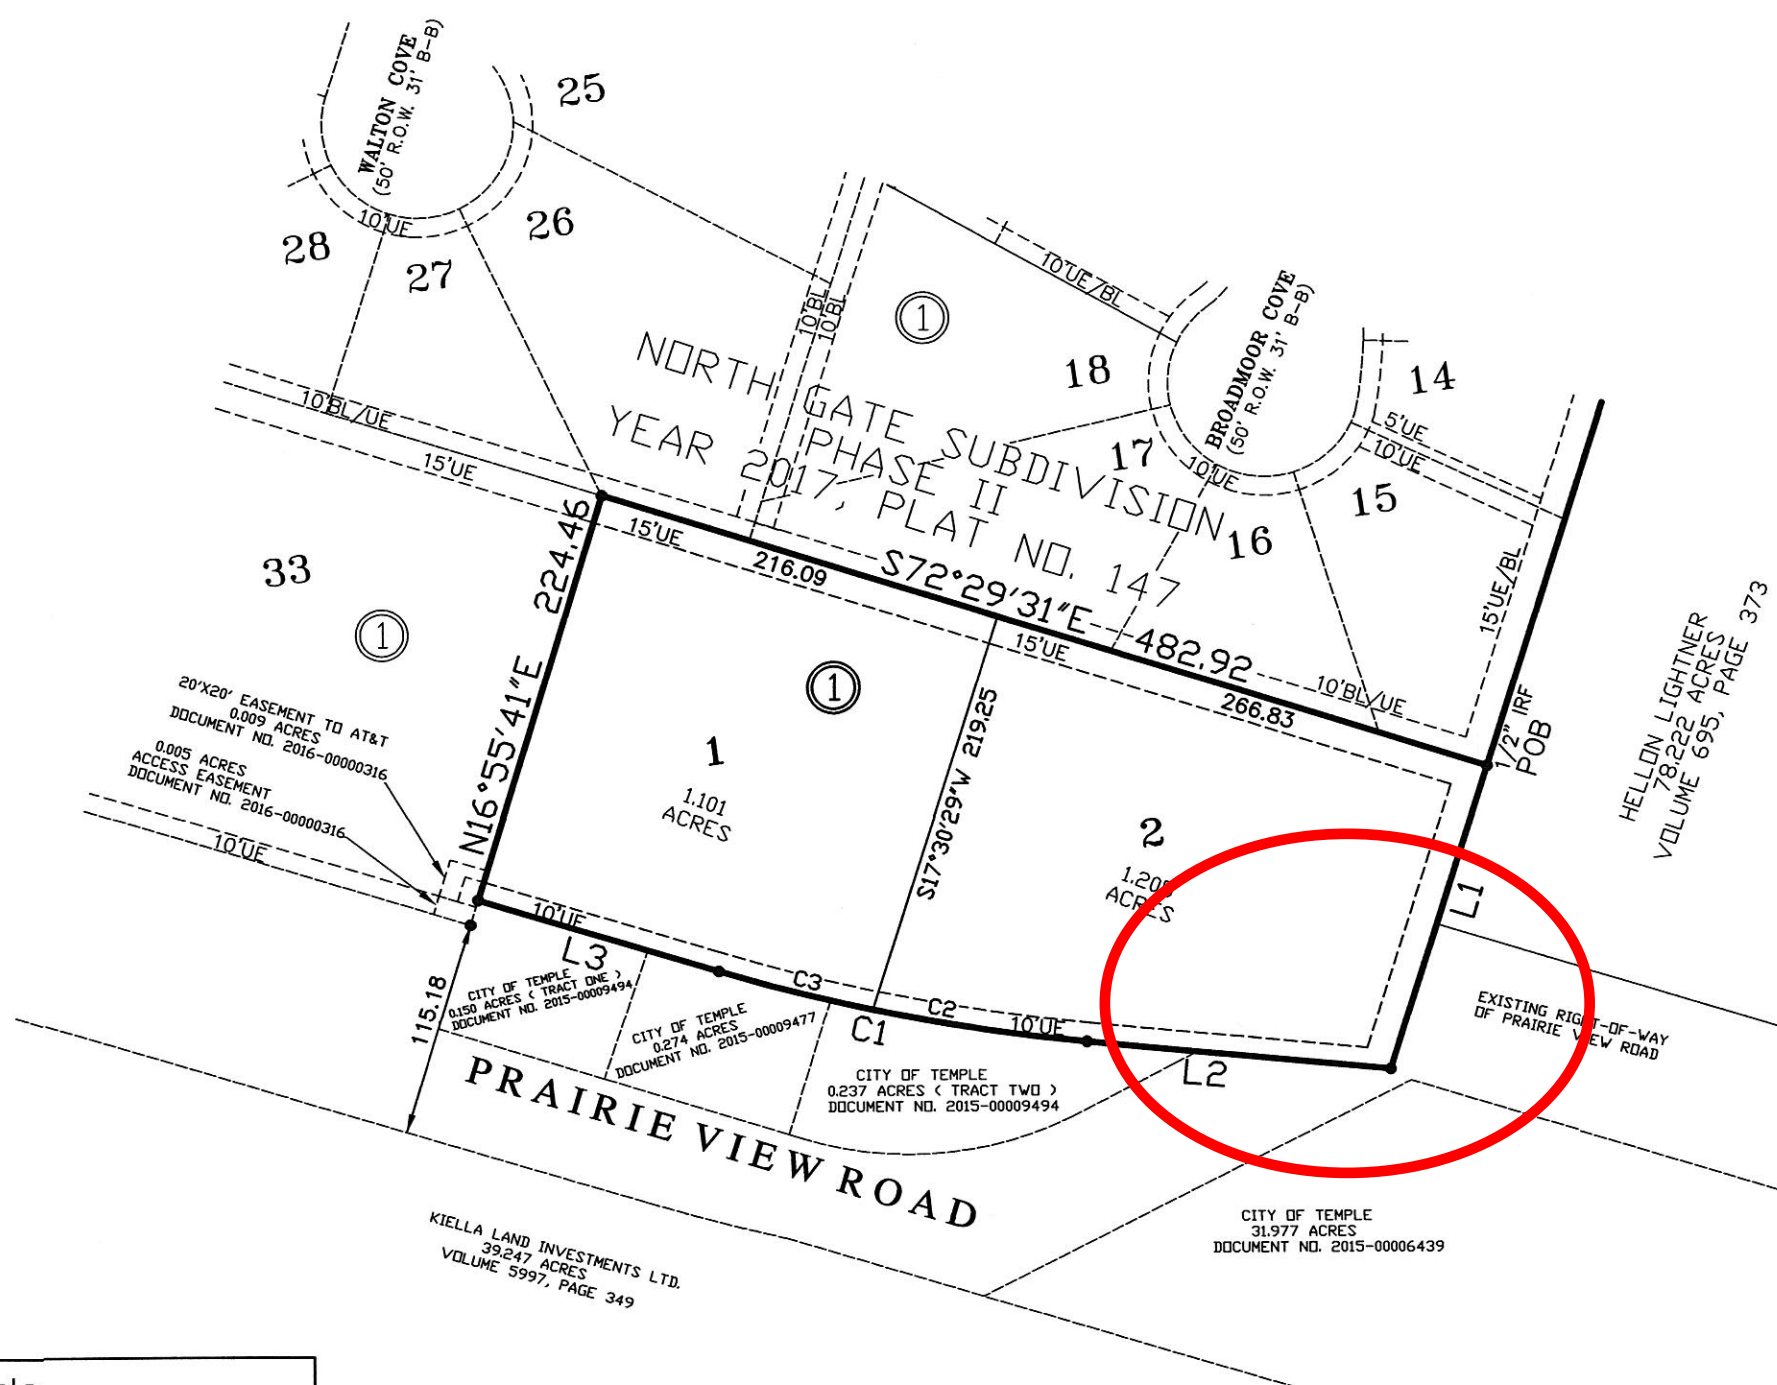 WALTON COVE
(50' R.O.W. 31' B-B)
25
26
10'UE
28
27
10'BL
10'BL
1
10'UE/BL
BROADMOOR COVE
(50' R.O.W. 31' B-B)
18
14
5'UE
10'UE
17
10'UE
15
16
NORTH GATE SUBDIVISION
PHASE II
YEAR 2017, PLAT NO. 147
10'BL/UE
15'UE
15'UE
216.09
S72°29'31"E
482.92
15'UE
10'BL/UE
266.83
15'UE/BL
1/2" IRF
POB
HELLON LIGHTNER
78.222 ACRES
VOLUME 695, PAGE 373
33
1
N16°55'41"E
224.46
1
1
1.101
ACRES
S17°30'29"W 219.25
2
ACRES
L1
20'X20' EASEMENT TO AT&T
0.009 ACRES
DOCUMENT NO. 2016-00000316
0.005 ACRES
ACCESS EASEMENT
DOCUMENT NO. 2016-00000316
10'UE
10'UE
L3
C3
C2
C1
10'UE
L2
115.18
CITY OF TEMPLE
0.150 ACRES ( TRACT ONE )
DOCUMENT NO. 2015-00009494
CITY OF TEMPLE
0.274 ACRES
DOCUMENT NO. 2015-00009477
CITY OF TEMPLE
0.237 ACRES ( TRACT TWO )
DOCUMENT NO. 2015-00009494
EXISTING RIGHT-OF-WAY
OF PRAIRIE VIEW ROAD
PRAIRIE VIEW ROAD
CITY OF TEMPLE
31.977 ACRES
DOCUMENT NO. 2015-00006439
KIELLA LAND INVESTMENTS LTD.
39.247 ACRES
VOLUME 5997, PAGE 349